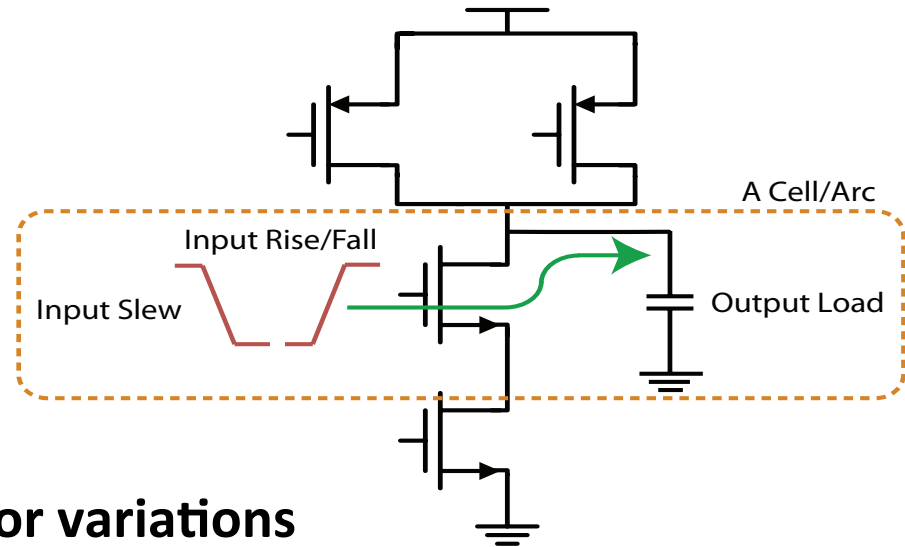 A Cell/Arc
Input Rise/Fall
Input Slew
Output Load
or variations